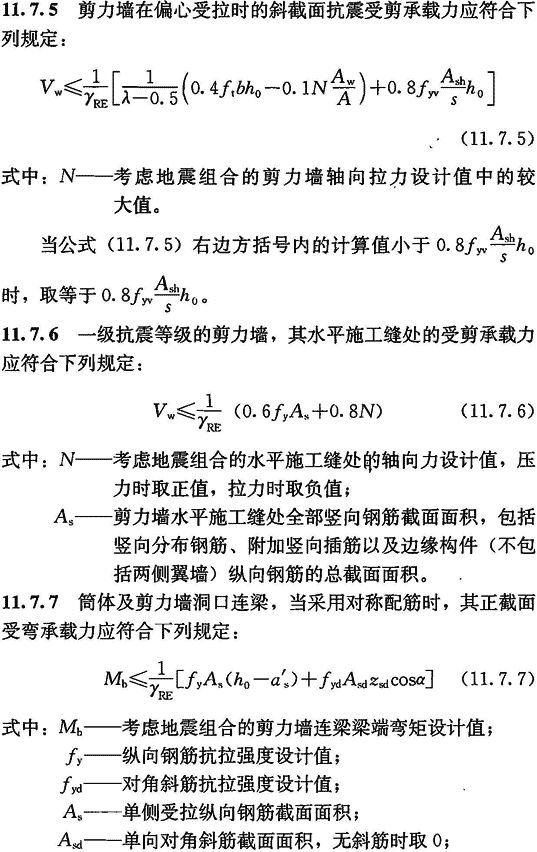 11.7.5 剪力墙在偏心受拉时的斜截面抗震受剪承载力应符合下
列规定：
V_w≤\frac{1}{γ_{RE}}[\frac{1}{λ-0.5}(0.4f_tbh_0-0.1N\frac{A_w}{A})+0.8f_{yv}\frac{A_{sh}}{s}h_0]
(11.7.5)
式中：N——考虑地震组合的剪力墙轴向拉力设计值中的较
大值。
当公式（11.7.5）右边方括号内的计算值小于 0.8f_{yv}\frac{A_{sh}}{s}h_0
时，取等于 0.8f_{yv}\frac{A_{sh}}{s}h_0。
11.7.6 一级抗震等级的剪力墙，其水平施工缝处的受剪承载力
应符合下列规定：
V_w≤\frac{1}{γ_{RE}}(0.6f_yA_s+0.8N) (11.7.6)
式中：N——考虑地震组合的水平施工缝处的轴向力设计值，压
力时取正值，拉力时取负值；
A_s——剪力墙水平施工缝处全部竖向钢筋截面面积，包括
竖向分布钢筋、附加竖向插筋以及边缘构件（不包
括两侧翼墙）纵向钢筋的总截面面积。
11.7.7 筒体及剪力墙洞口连梁，当采用对称配筋时，其正截面
受弯承载力应符合下列规定：
M_b≤\frac{1}{γ_{RE}}[f_yA_s(h_0-a'_s)+f_{yd}A_{sd}z_{sd}cosα] (11.7.7)
式中：M_b——考虑地震组合的剪力墙连梁梁端弯矩设计值；
f_y——纵向钢筋抗拉强度设计值；
f_{yd}——对角斜筋抗拉强度设计值；
A_s——单侧受拉纵向钢筋截面面积；
A_{sd}——单向对角斜筋截面面积，无斜筋时取 0；